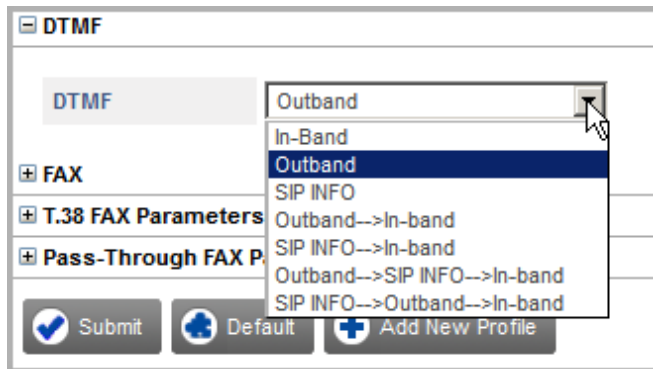 DTMF
DTMF Outband
In-Band
Outband
SIP INFO
Outband-->In-band
SIP INFO-->In-band
Outband-->SIP INFO-->In-band
SIP INFO-->Outband-->In-band
FAX
T.38 FAX Parameters
Pass-Through FAX
Submit Default Add New Profile